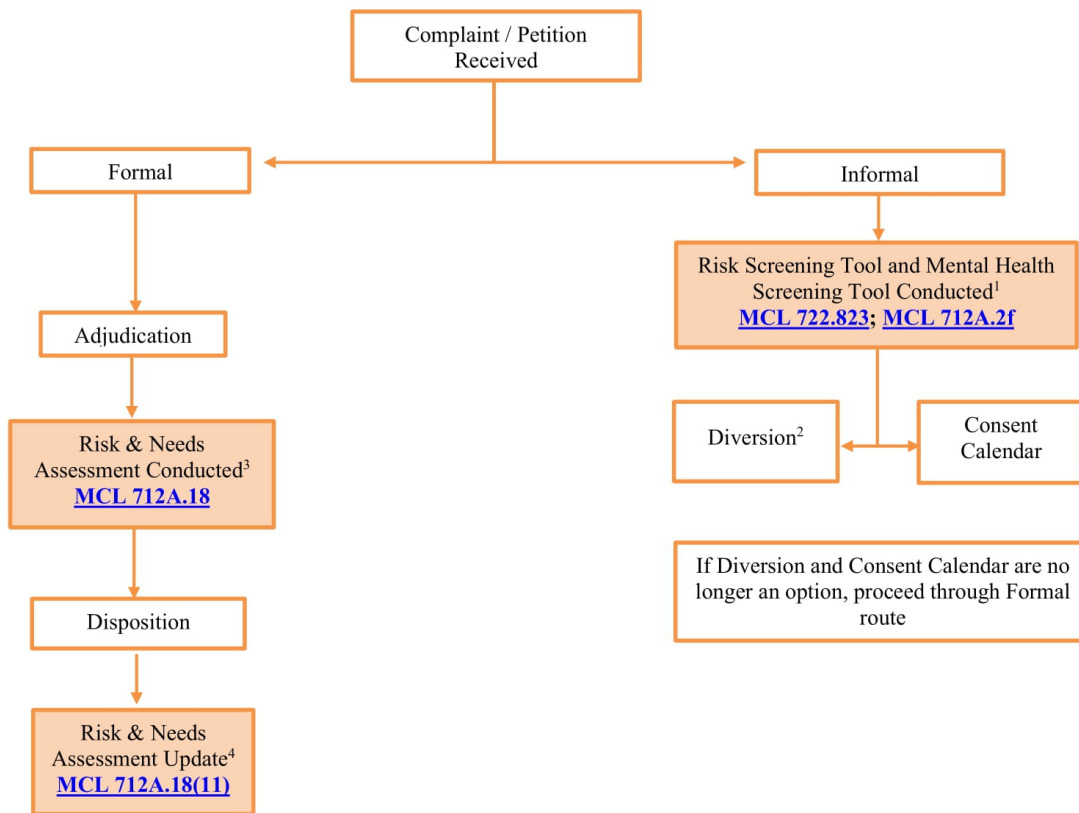 Complaint / Petition
Received
Formal
Informal
Risk Screening Tool and Mental Health
Screening Tool Conducted¹
MCL 722.823; MCL 712A.2f
Adjudication
Diversion²
Consent
Calendar
Risk & Needs
Assessment Conducted³
MCL 712A.18
If Diversion and Consent Calendar are no
longer an option, proceed through Formal
route
Disposition
Risk & Needs
Assessment Update⁴
MCL 712A.18(11)